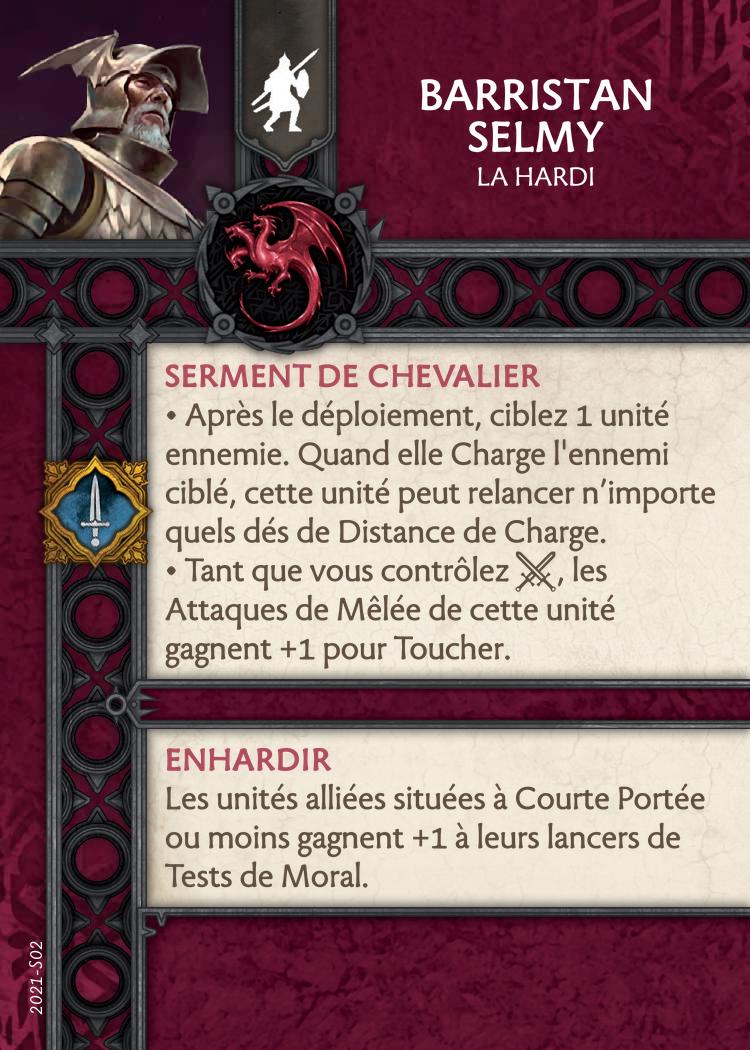 BARRISTAN
SELMY
LA HARDI
SERMENT DE CHEVALIER
• Après le déploiement, ciblez 1 unité
ennemie. Quand elle Charge l'ennemi
ciblé, cette unité peut relancer n’importe
quels dés de Distance de Charge.
• Tant que vous contrôlez , les
Attaques de Mêlée de cette unité
gagnent +1 pour Toucher.
ENHARDIR
Les unités alliées situées à Courte Portée
ou moins gagnent +1 à leurs lancers de
Tests de Moral.
2021-S02